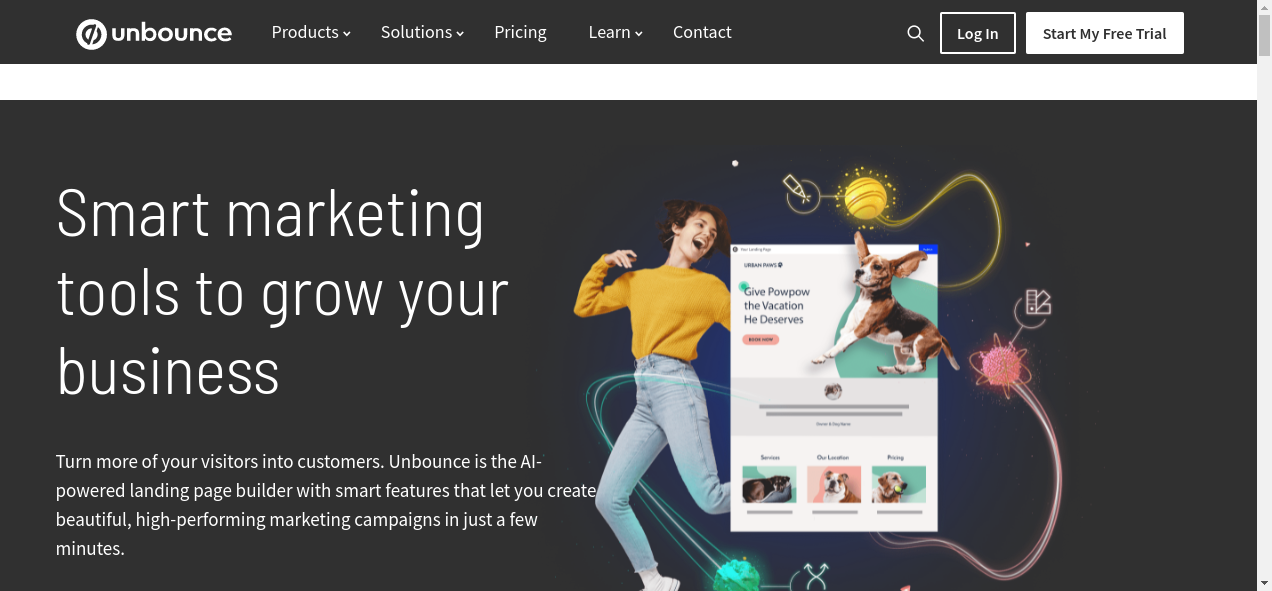 unbounce Products Solutions Pricing Learn Contact Log In Start My Free Trial
Smart marketing
tools to grow your
business
Turn more of your visitors into customers. Unbounce is the AI-
powered landing page builder with smart features that let you create
beautiful, high-performing marketing campaigns in just a few
minutes.
Your Landing Page
URBAN PAWS
Give Powpow
the Vacation
He Deserves
BOOK NOW
Services Our Location Pricing